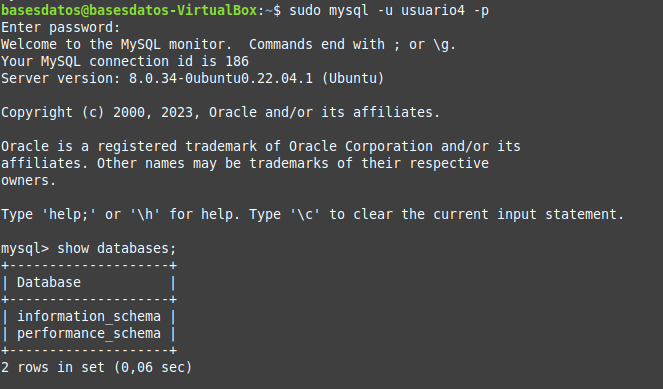 basesdatos@basesdatos-VirtualBox:~$ sudo mysql -u usuario4 -p
Enter password:
Welcome to the MySQL monitor.  Commands end with ; or \g.
Your MySQL connection id is 186
Server version: 8.0.34-0ubuntu0.22.04.1 (Ubuntu)

Copyright (c) 2000, 2023, Oracle and/or its affiliates.

Oracle is a registered trademark of Oracle Corporation and/or its
affiliates. Other names may be trademarks of their respective
owners.

Type 'help;' or '\h' for help. Type '\c' to clear the current input statement.

mysql> show databases;
+--------------------+
| Database           |
+--------------------+
| information_schema |
| performance_schema |
+--------------------+
2 rows in set (0,06 sec)